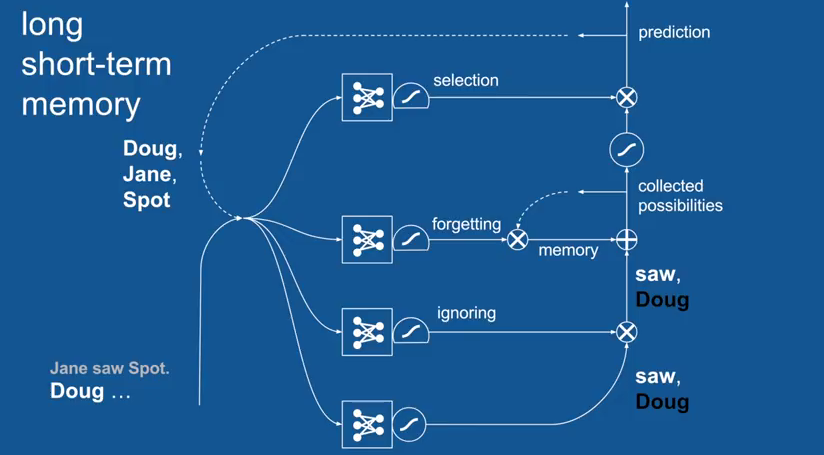 long
short-term
memory
prediction
selection
Doug,
Jane,
Spot
collected
possibilities
forgetting
memory
saw,
Doug
ignoring
Jane saw Spot.
Doug …
saw,
Doug